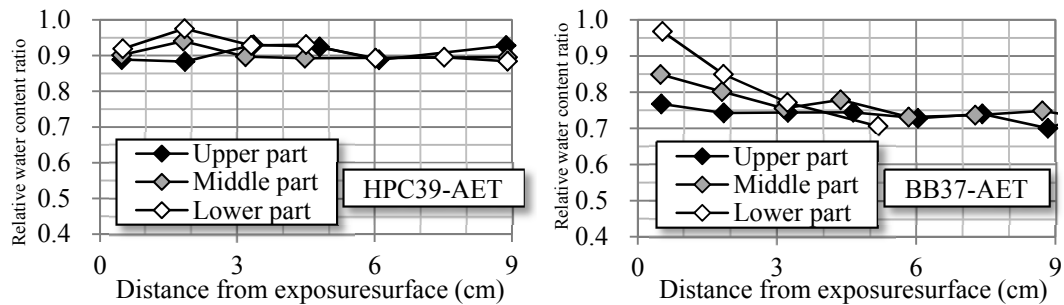 Relative water content ratio
1.0
0.9
0.8
0.7
0.6
0.5
0.4
Upper part
Middle part
Lower part
HPC39-AET
0 3 6 9
Distance from exposuresurface (cm)
Relative water content ratio
1.0
0.9
0.8
0.7
0.6
0.5
0.4
Upper part
Middle part
Lower part
BB37-AET
0 3 6 9
Distance from exposuresurface (cm)